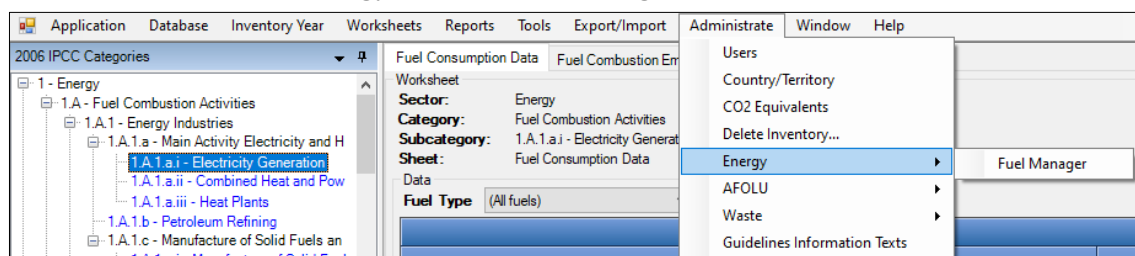 Application Database Inventory Year Worksheets Reports Tools Export/Import Administrate Window Help
2006 IPCC Categories
1 - Energy
1.A - Fuel Combustion Activities
1.A.1 - Energy Industries
1.A.1.a - Main Activity Electricity and H
1.A.1.a.i - Electricity Generation
1.A.1.a.ii - Combined Heat and Pow
1.A.1.a.iii - Heat Plants
1.A.1.b - Petroleum Refining
1.A.1.c - Manufacture of Solid Fuels an
Fuel Consumption Data Fuel Combustion Em
Worksheet
Sector: Energy
Category: Fuel Combustion Activities
Subcategory: 1.A.1.a.i - Electricity Generat
Sheet: Fuel Consumption Data
Data
Fuel Type (All fuels)
Users
Country/Territory
CO2 Equivalents
Delete Inventory...
Energy
AFOLU
Waste
Guidelines Information Texts
Fuel Manager